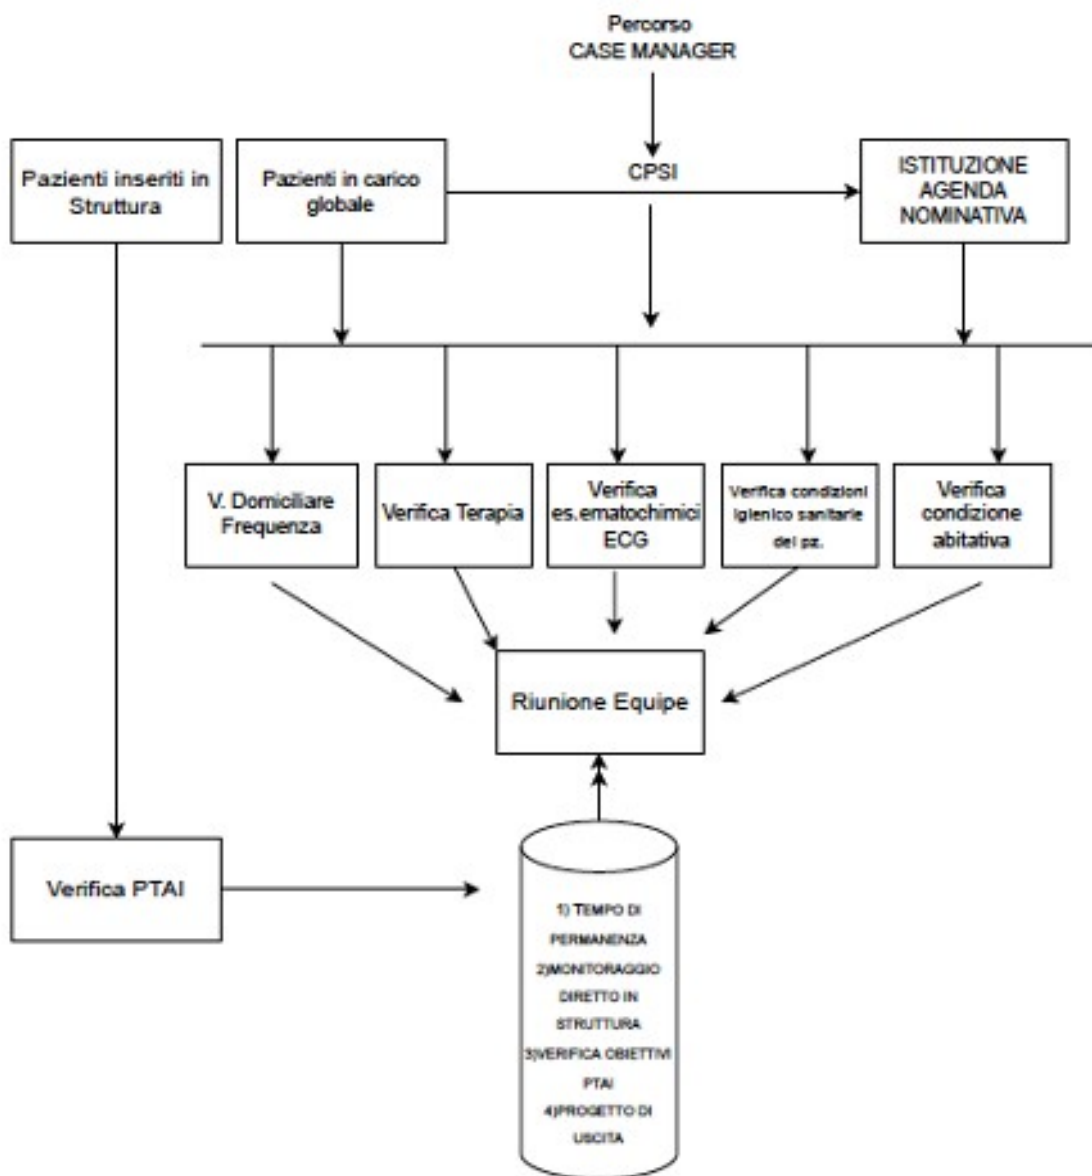 Percorso
CASE MANAGER
Pazienti inseriti in
Struttura
Pazienti in carico
globale
CPSI
ISTITUZIONE
AGENDA
NOMINATIVA
V. Domiciliare
Frequenza
Verifica Terapia
Verifica
es.ematochimici
ECG
Verifica condizioni
igienico sanitarie
del pz.
Verifica
condizione
abitativa
Riunione Equipe
Verifica PTAI
1) TEMPO DI
PERMANENZA
2)MONITORAGGIO
DIRETTO IN
STRUTTURA
3)VERIFICA OBIETTIVI
PTAI
4)PROGETTO DI
USCITA